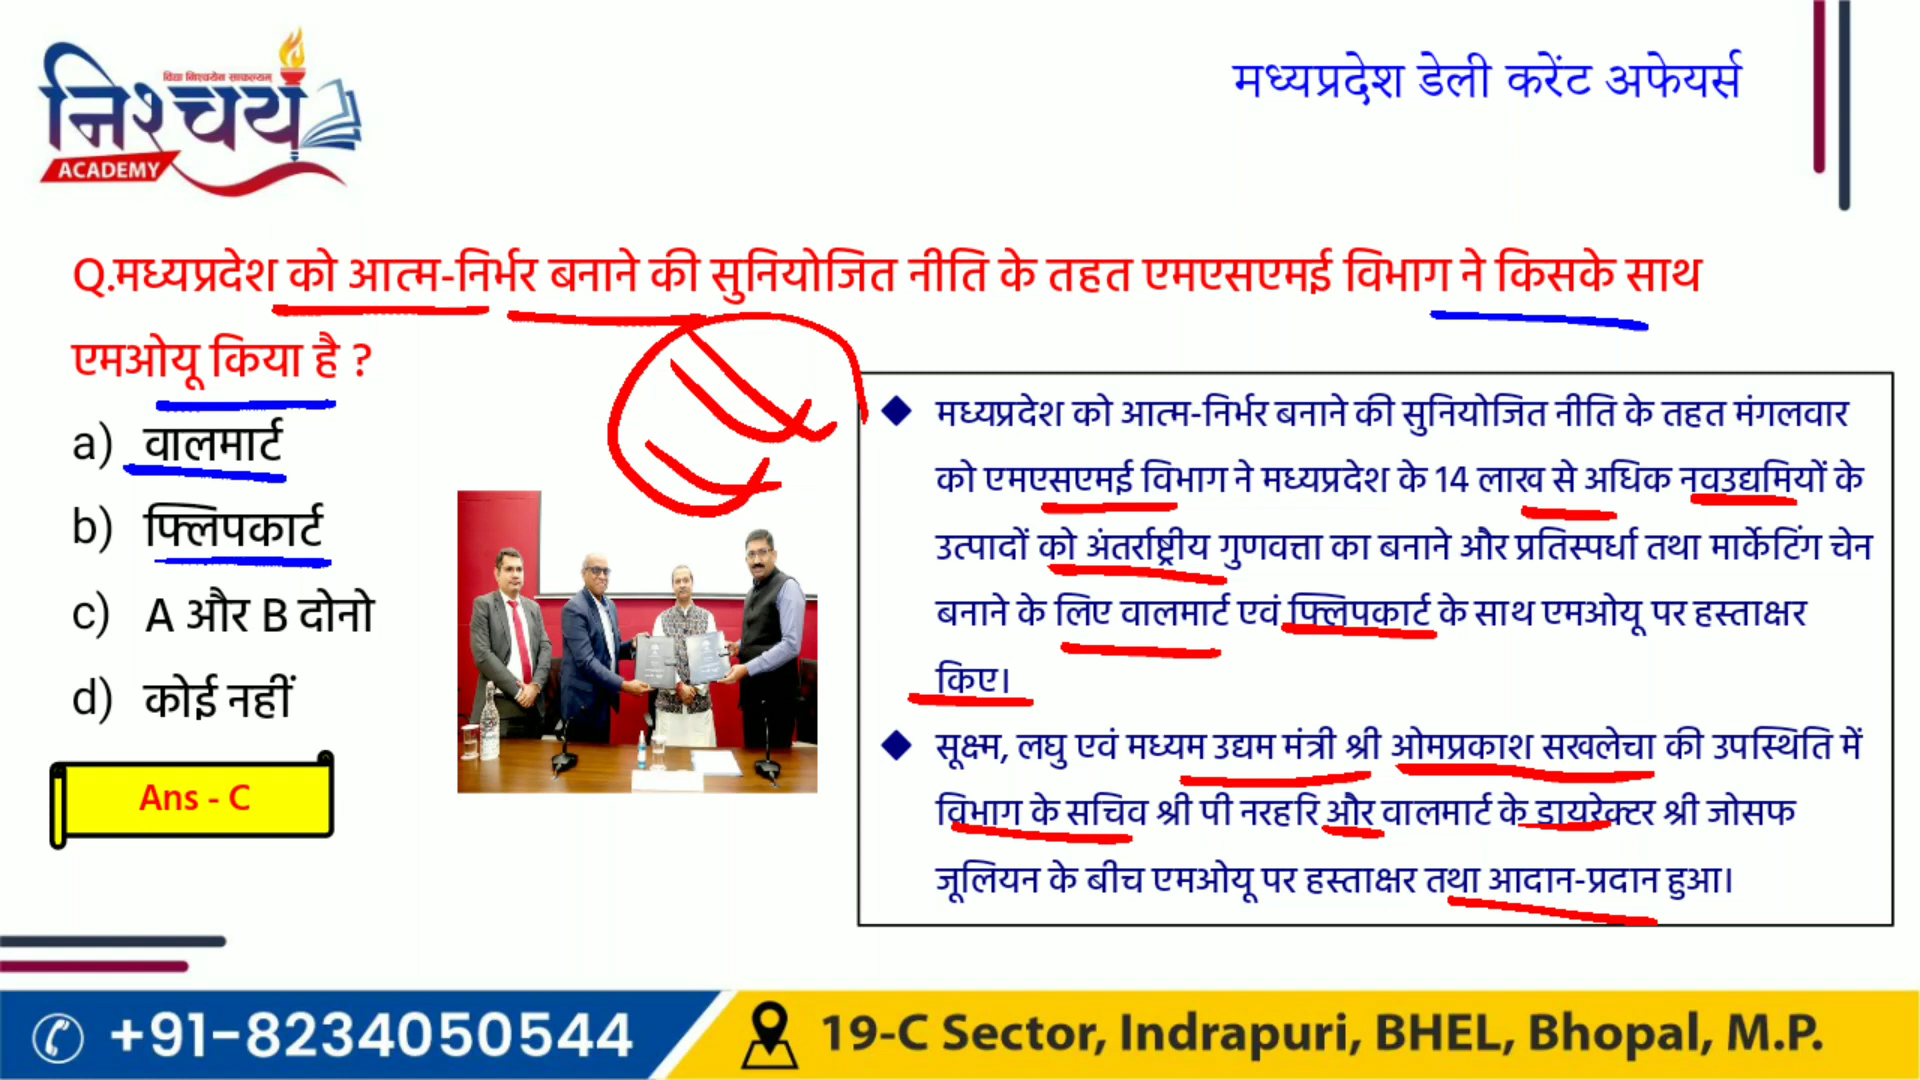 विद्या निश्चयेन साकल्यम्
निश्चय
ACADEMY
मध्यप्रदेश डेली करेंट अफेयर्स
Q.मध्यप्रदेश को आत्म-निर्भर बनाने की सुनियोजित नीति के तहत एमएसएमई विभाग ने किसके साथ
एमओयू किया है ?
a) वालमार्ट
b) फ्लिपकार्ट
c) A और B दोनो
d) कोई नहीं
Ans - C
◆ मध्यप्रदेश को आत्म-निर्भर बनाने की सुनियोजित नीति के तहत मंगलवार
को एमएसएमई विभाग ने मध्यप्रदेश के 14 लाख से अधिक नवउद्यमियों के
उत्पादों को अंतर्राष्ट्रीय गुणवत्ता का बनाने और प्रतिस्पर्धा तथा मार्केटिंग चेन
बनाने के लिए वालमार्ट एवं फ्लिपकार्ट के साथ एमओयू पर हस्ताक्षर
किए।
◆ सूक्ष्म, लघु एवं मध्यम उद्यम मंत्री श्री ओमप्रकाश सखलेचा की उपस्थिति में
विभाग के सचिव श्री पी नरहरि और वालमार्ट के डायरेक्टर श्री जोसफ
जूलियन के बीच एमओयू पर हस्ताक्षर तथा आदान-प्रदान हुआ।
+91-8234050544
19-C Sector, Indrapuri, BHEL, Bhopal, M.P.